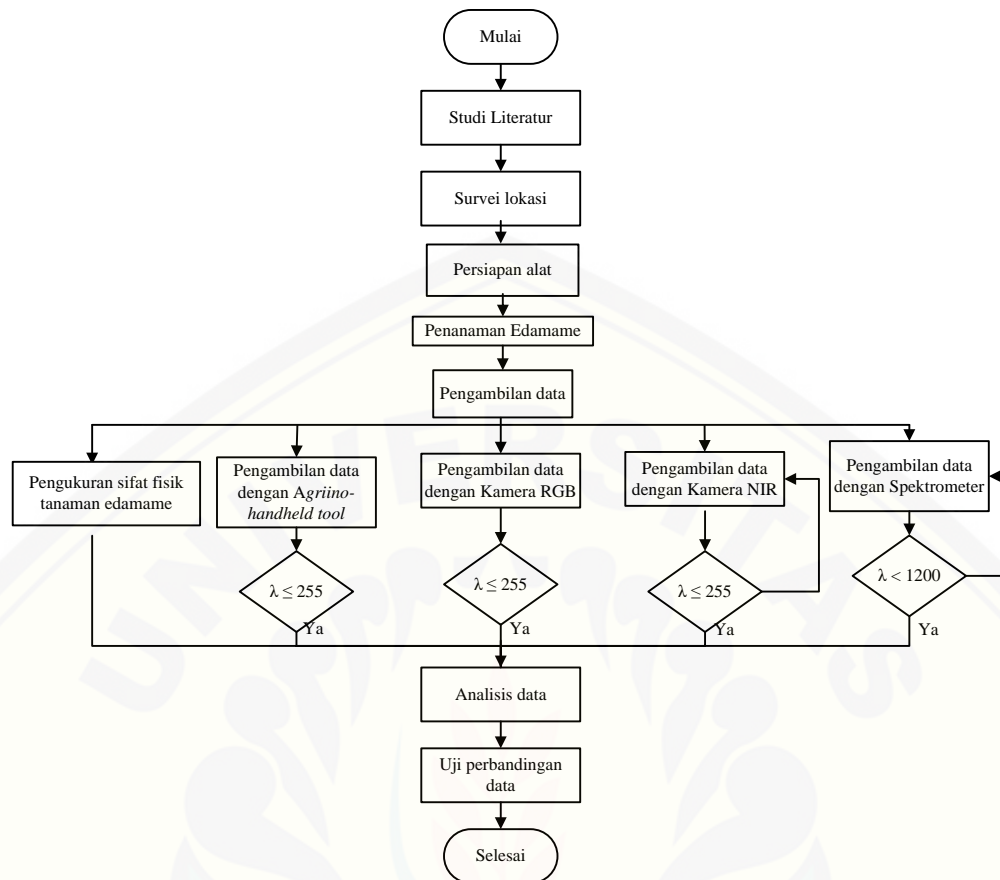 Mulai
Studi Literatur
Survei lokasi
Persiapan alat
Penanaman Edamame
Pengambilan data
Pengukuran sifat fisik
tanaman edamame
Pengambilan data
dengan Agriino-
handheld tool
Pengambilan data
dengan Kamera RGB
Pengambilan data
dengan Kamera NIR
Pengambilan data
dengan Spektrometer
λ ≤ 255
λ ≤ 255
λ ≤ 255
λ < 1200
Ya
Ya
Ya
Ya
Analisis data
Uji perbandingan
data
Selesai
UNIVERSITAS